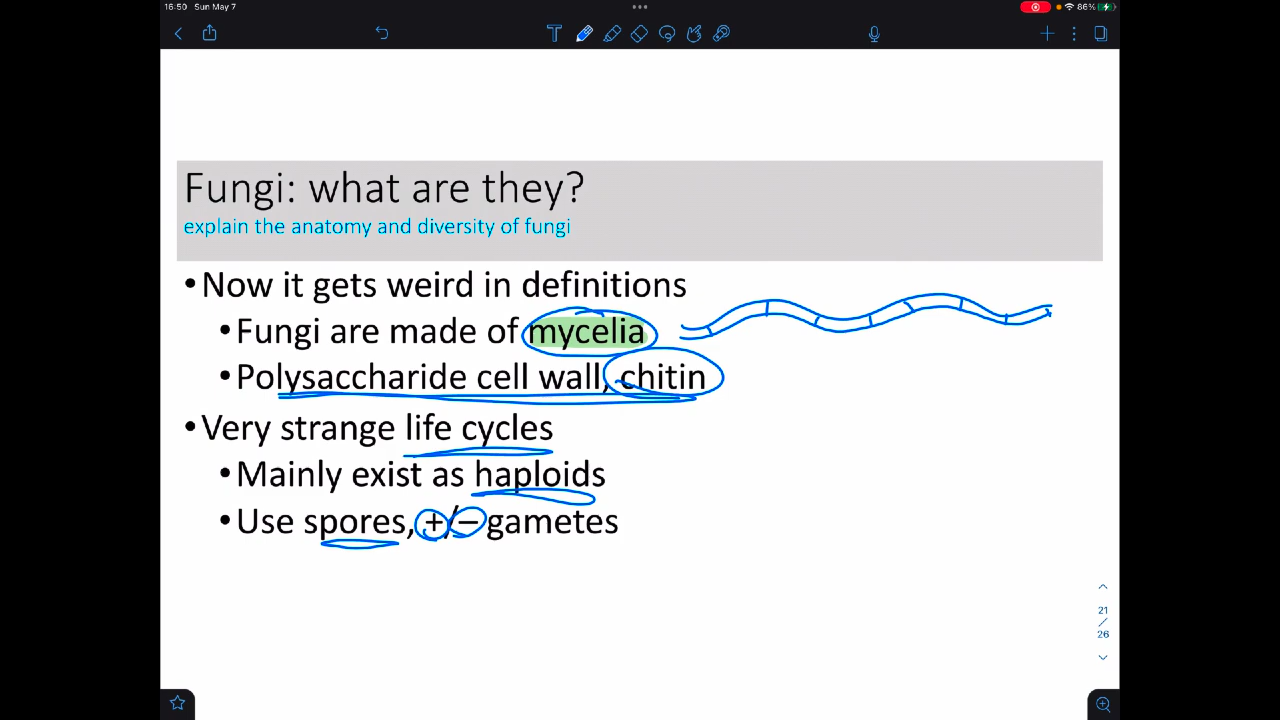 16:50 Sun May 7
86%
T
Fungi: what are they?
explain the anatomy and diversity of fungi
•Now it gets weird in definitions
•Fungi are made of mycelia
•Polysaccharide cell wall, chitin
•Very strange life cycles
•Mainly exist as haploids
•Use spores, +/− gametes
21
/
26